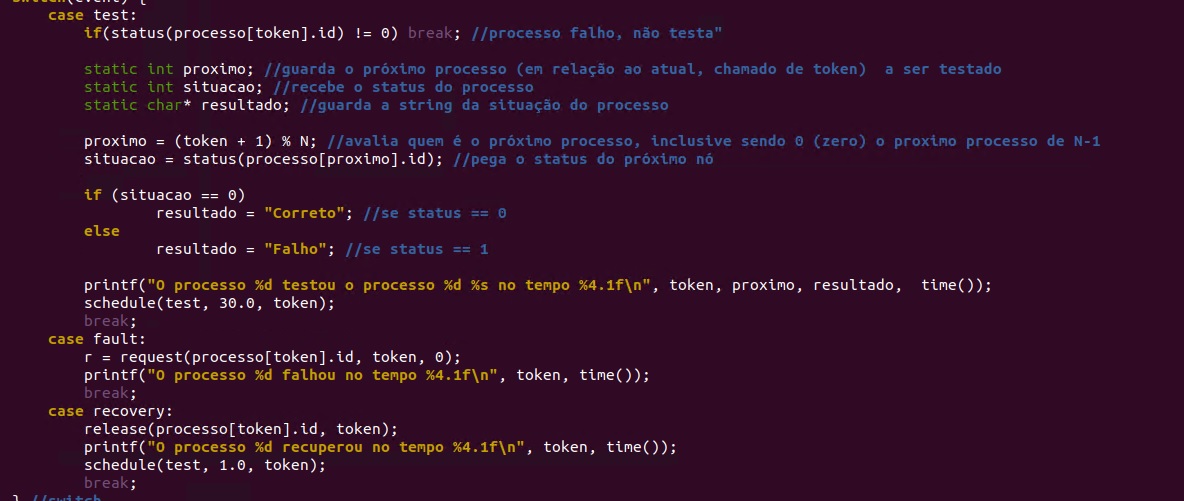 switch(event) {
case test:
if(status(processo[token].id) != 0) break; //processo falho, não testa"
static int proximo; //guarda o próximo processo (em relação ao atual, chamado de token)  a ser testado
static int situacao; //recebe o status do processo
static char* resultado; //guarda a string da situação do processo
proximo = (token + 1) % N; //avalia quem é o próximo processo, inclusive sendo 0 (zero) o proximo processo de N-1
situacao = status(processo[proximo].id); //pega o status do próximo nó
if (situacao == 0)
resultado = "Correto"; //se status == 0
else
resultado = "Falho"; //se status == 1
printf("O processo %d testou o processo %d %s no tempo %4.1f\n", token, proximo, resultado,  time());
schedule(test, 30.0, token);
break;
case fault:
r = request(processo[token].id, token, 0);
printf("O processo %d falhou no tempo %4.1f\n", token, time());
break;
case recovery:
release(processo[token].id, token);
printf("O processo %d recuperou no tempo %4.1f\n", token, time());
schedule(test, 1.0, token);
break;
} //switch